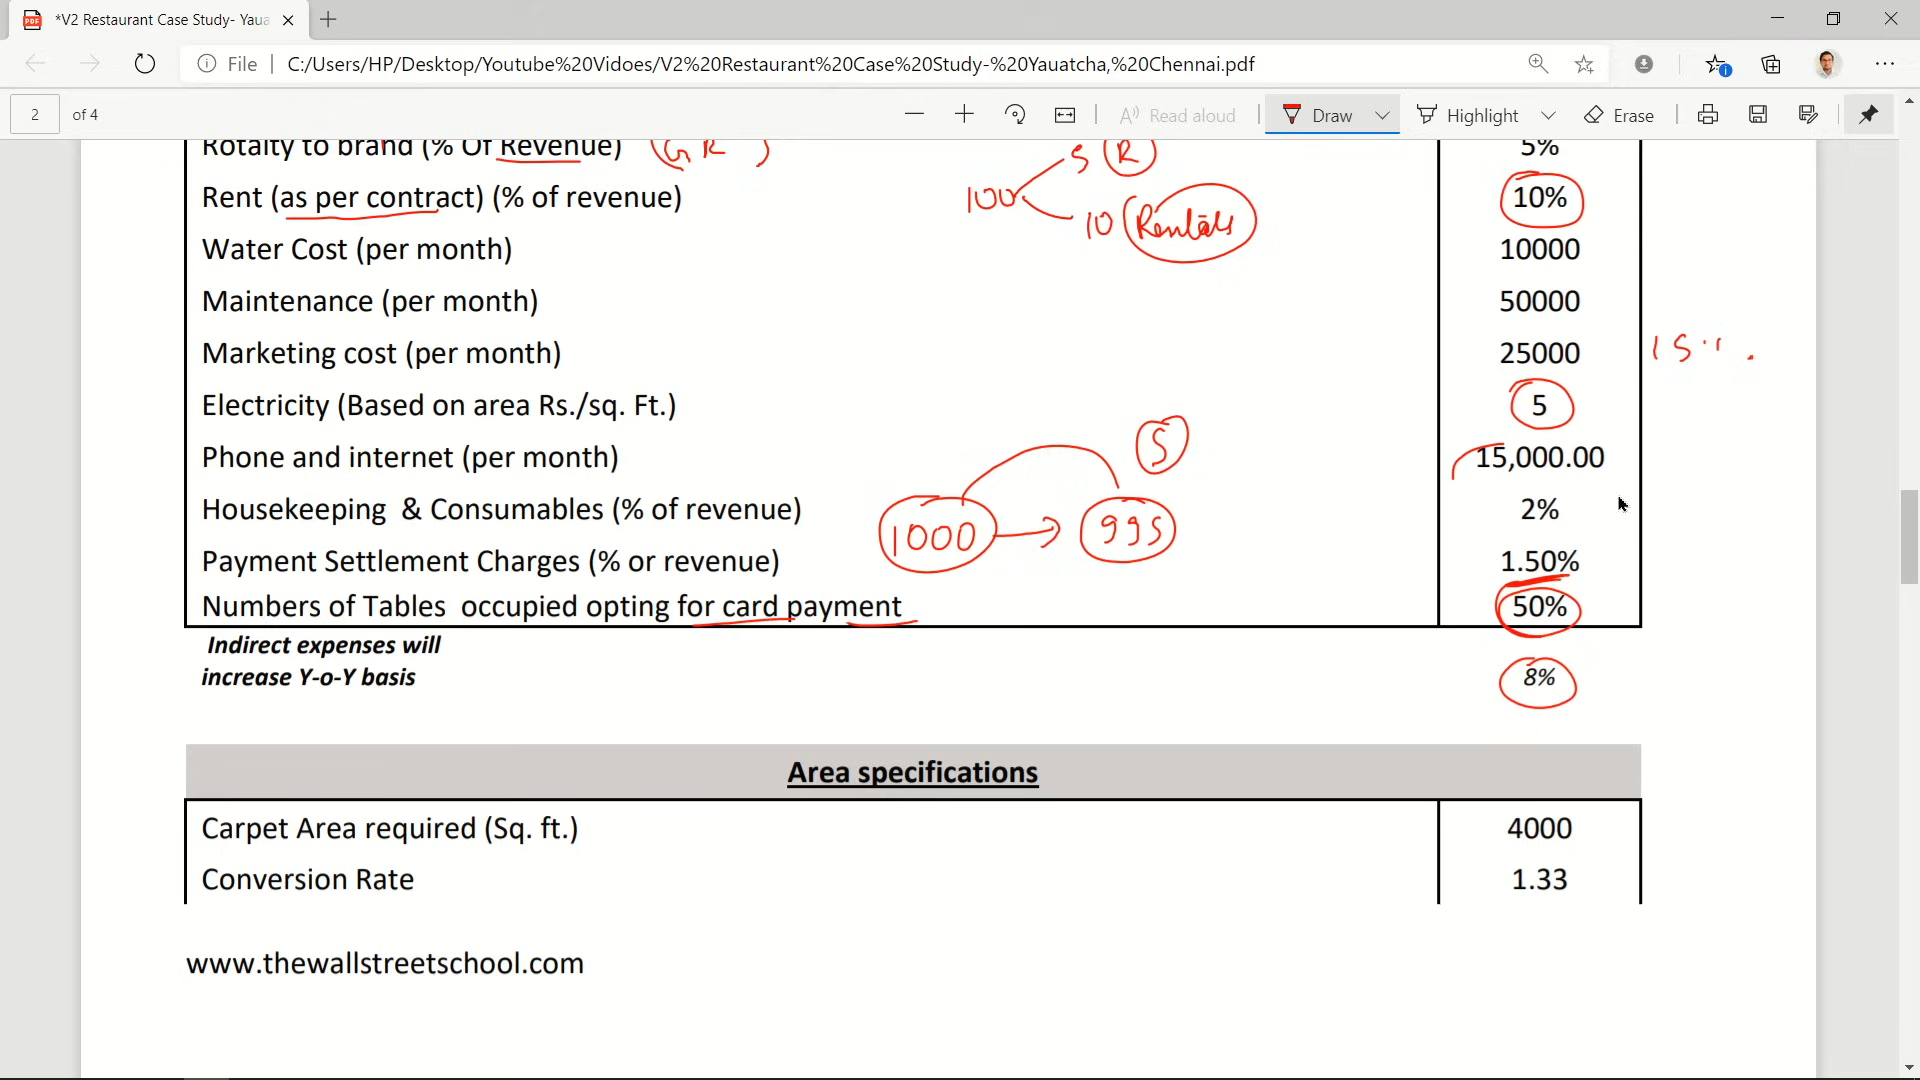 *V2 Restaurant Case Study- Yaua
File C:/Users/HP/Desktop/Youtube%20Vidoes/V2%20Restaurant%20Case%20Study-%20Yauatcha,%20Chennai.pdf
2 of 4 Read aloud Draw Highlight Erase
Rotalty to brand (% Of Revenue) (GR) 5 (R) 5%
Rent (as per contract) (% of revenue) 100 10%
10 (Rentals
Water Cost (per month) 10000
Maintenance (per month) 50000
Marketing cost (per month) 25000
Electricity (Based on area Rs./sq. Ft.) 5
Phone and internet (per month) 5 15,000.00
Housekeeping & Consumables (% of revenue) 2%
1000 995
Payment Settlement Charges (% or revenue) 1.50%
Numbers of Tables occupied opting for card payment 50%
Indirect expenses will
increase Y-o-Y basis 8%
Area specifications
Carpet Area required (Sq. ft.) 4000
Conversion Rate 1.33
www.thewallstreetschool.com